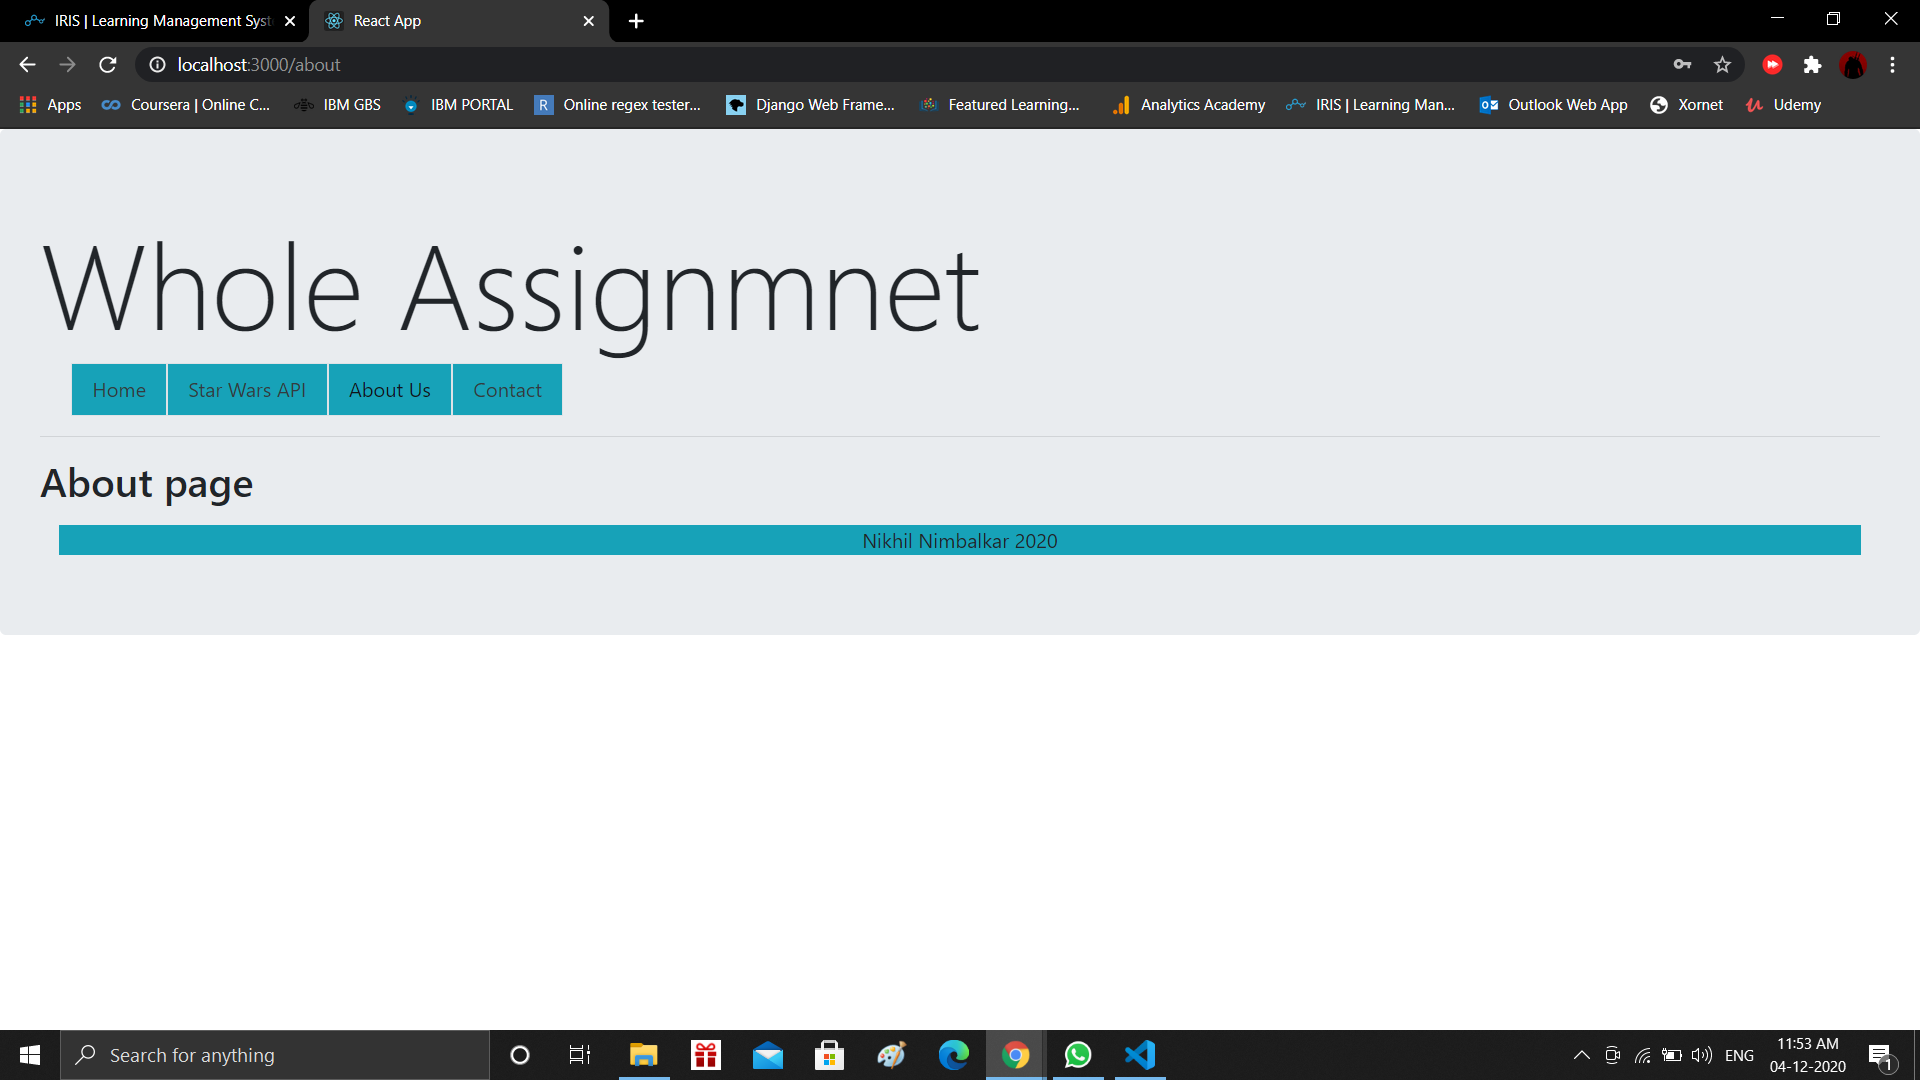 IRIS | Learning Management Syst
React App
localhost:3000/about
Apps
Coursera | Online C...
IBM GBS
IBM PORTAL
R
Online regex tester...
Django Web Frame...
Featured Learning...
Analytics Academy
IRIS | Learning Man...
Outlook Web App
Xornet
Udemy
Whole Assignmnet
Home
Star Wars API
About Us
Contact
About page
Nikhil Nimbalkar 2020
Search for anything
ENG
11:53 AM
04-12-2020
1